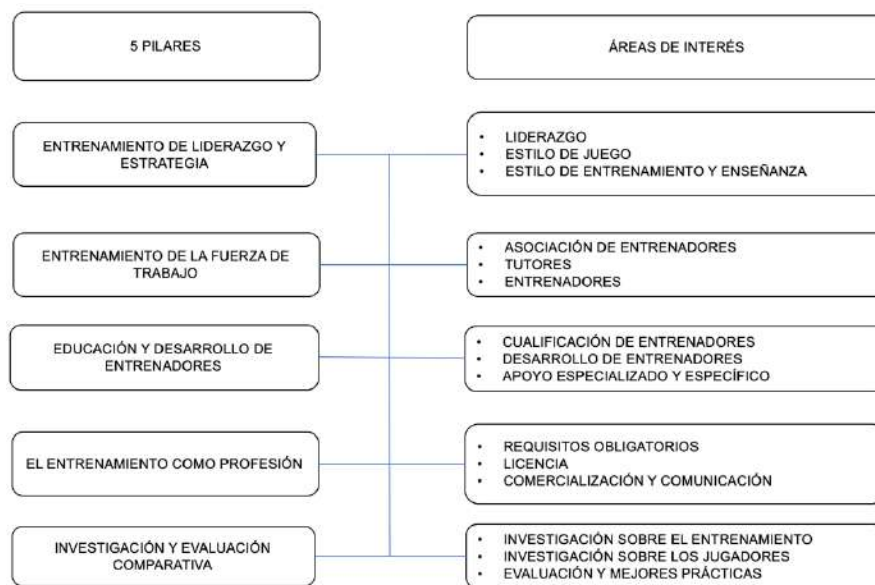 5 PILARES
ÁREAS DE INTERÉS
ENTRENAMIENTO DE LIDERAZGO Y
ESTRATEGIA
• LIDERAZGO
• ESTILO DE JUEGO
• ESTILO DE ENTRENAMIENTO Y ENSEÑANZA
ENTRENAMIENTO DE LA FUERZA DE
TRABAJO
• ASOCIACIÓN DE ENTRENADORES
• TUTORES
• ENTRENADORES
EDUCACIÓN Y DESARROLLO DE
ENTRENADORES
• CUALIFICACIÓN DE ENTRENADORES
• DESARROLLO DE ENTRENADORES
• APOYO ESPECIALIZADO Y ESPECÍFICO
EL ENTRENAMIENTO COMO PROFESIÓN
• REQUISITOS OBLIGATORIOS
• LICENCIA
• COMERCIALIZACIÓN Y COMUNICACIÓN
INVESTIGACIÓN Y EVALUACIÓN
COMPARATIVA
• INVESTIGACIÓN SOBRE EL ENTRENAMIENTO
• INVESTIGACIÓN SOBRE LOS JUGADORES
• EVALUACIÓN Y MEJORES PRÁCTICAS